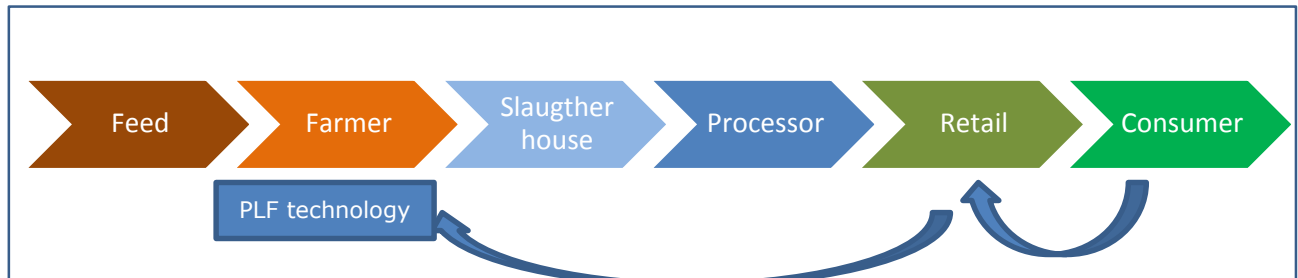 Feed
Farmer
Slaugther
house
Processor
Retail
Consumer
PLF technology